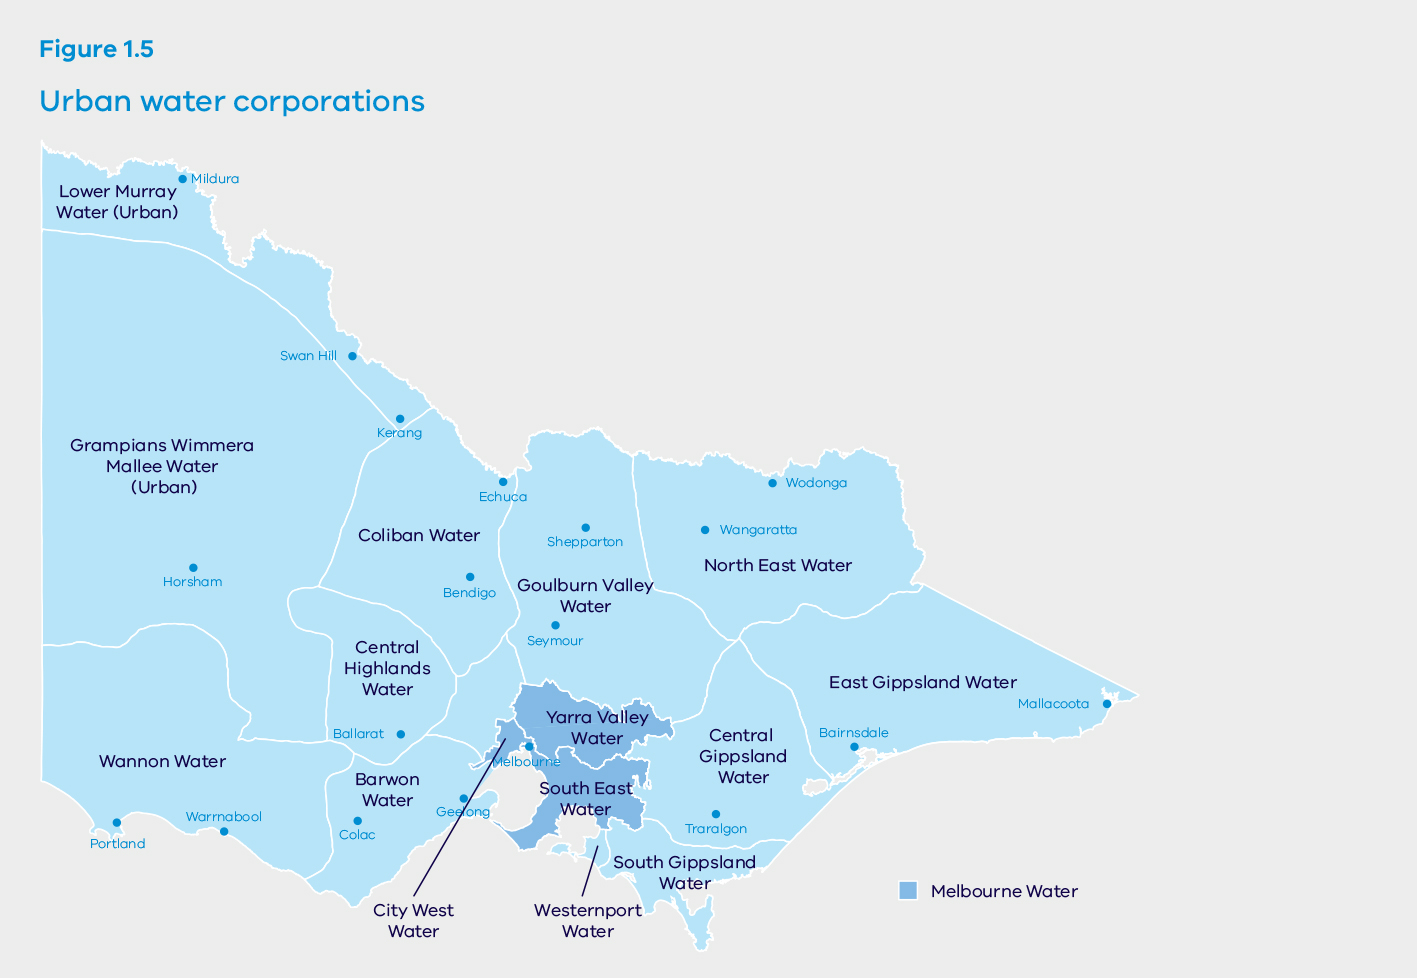 Figure 1.5
Urban water corporations
Mildura
Lower Murray
Water (Urban)
Swan Hill
Kerang
Grampians Wimmera
Mallee Water
(Urban)
Echuca
Wodonga
Coliban Water
Shepparton
Wangaratta
North East Water
Horsham
Bendigo
Goulburn Valley
Water
Seymour
Central
Highlands
Water
East Gippsland Water
Mallacoota
Yarra Valley
Water
Ballarat
Central
Gippsland
Water
Bairnsdale
Wannon Water
Melbourne
Barwon
Water
South East
Water
Geelong
Warrnabool
Colac
Traralgon
Portland
South Gippsland
Water
Melbourne Water
City West
Water
Westernport
Water